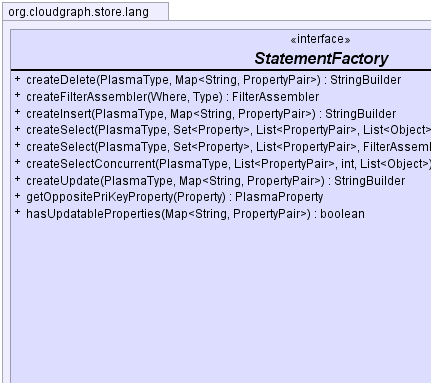 org.cloudgraph.store.lang
«interface»
StatementFactory
+ createDelete(PlasmaType, Map<String, PropertyPair>) : StringBuilder
+ createFilterAssembler(Where, Type) : FilterAssembler
+ createInsert(PlasmaType, Map<String, PropertyPair>) : StringBuilder
+ createSelect(PlasmaType, Set<Property>, List<PropertyPair>, List<Object>
+ createSelect(PlasmaType, Set<Property>, List<PropertyPair>, FilterAssem
+ createSelectConcurrent(PlasmaType, List<PropertyPair>, int, List<Object>)
+ createUpdate(PlasmaType, Map<String, PropertyPair>) : StringBuilder
+ getOppositePriKeyProperty(Property) : PlasmaProperty
+ hasUpdatableProperties(Map<String, PropertyPair>) : boolean